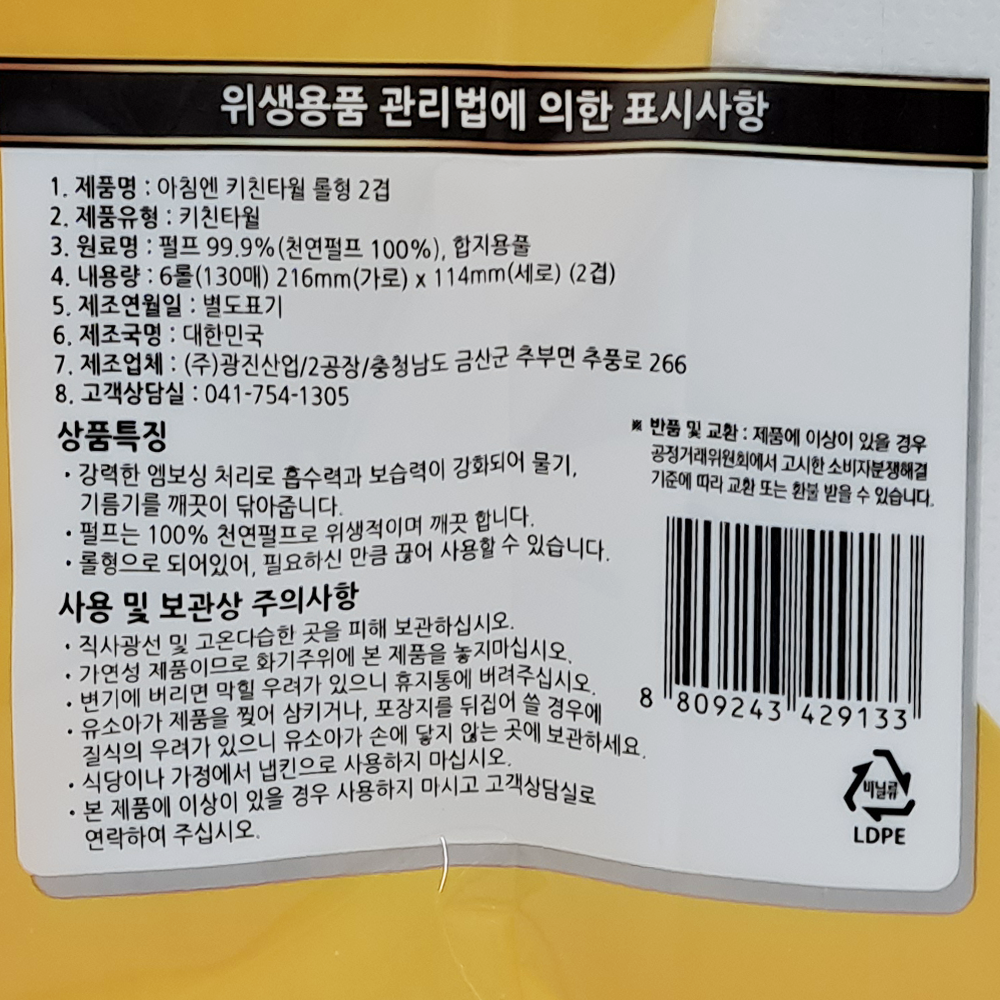 위생용품 관리법에 의한 표시사항
1. 제품명 : 아침엔 키친타월 롤형 2겹
2. 제품유형 : 키친타월
3. 원료명 : 펄프 99.9%(천연펄프 100%), 합지용풀
4. 내용량 : 6롤(130매) 216mm(가로) x 114mm(세로) (2겹)
5. 제조연월일 : 별도표기
6. 제조국명 : 대한민국
7. 제조업체 : (주)광진산업/2공장/충청남도 금산군 추부면 추풍로 266
8. 고객상담실 : 041-754-1305
상품특징
· 강력한 엠보싱 처리로 흡수력과 보습력이 강화되어 물기,
기름기를 깨끗이 닦아줍니다.
· 펄프는 100% 천연펄프로 위생적이며 깨끗 합니다.
· 롤형으로 되어있어, 필요하신 만큼 끊어 사용할 수 있습니다.
사용 및 보관상 주의사항
· 직사광선 및 고온다습한 곳을 피해 보관하십시오.
· 가연성 제품이므로 화기주위에 본 제품을 놓지마십시오.
· 변기에 버리면 막힐 우려가 있으니 휴지통에 버려주십시오.
· 유소아가 제품을 찢어 삼키거나, 포장지를 뒤집어 쓸 경우에
질식의 우려가 있으니 유소아가 손에 닿지 않는 곳에 보관하세요.
· 식당이나 가정에서 냅킨으로 사용하지 마십시오.
· 본 제품에 이상이 있을 경우 사용하지 마시고 고객상담실로
연락하여 주십시오.
※ 반품 및 교환 : 제품에 이상이 있을 경우
공정거래위원회에서 고시한 소비자분쟁해결
기준에 따라 교환 또는 환불 받을 수 있습니다.
8 809243 429133
비닐류
LDPE